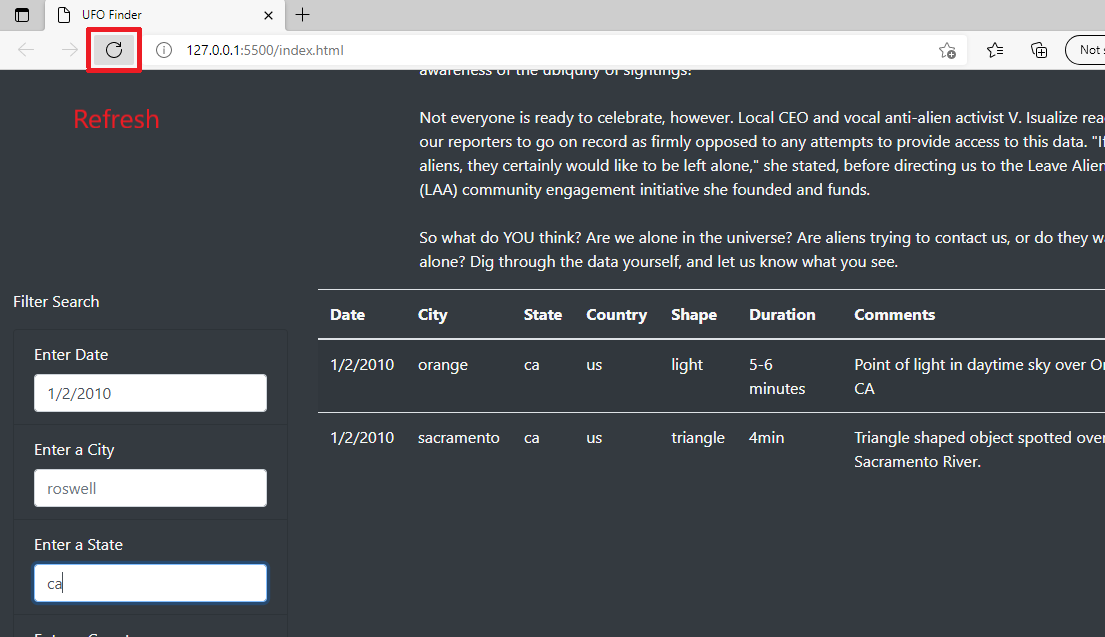 UFO Finder
127.0.0.1:5500/index.html
Not
Refresh
awareness of the ubiquity of sightings!
Not everyone is ready to celebrate, however. Local CEO and vocal anti-alien activist V. Isualize
our reporters to go on record as firmly opposed to any attempts to provide access to this data.
aliens, they certainly would like to be left alone," she stated, before directing us to the Leave
(LAA) community engagement initiative she founded and funds.
So what do YOU think? Are we alone in the universe? Are aliens trying to contact us, or do they
alone? Dig through the data yourself, and let us know what you see.
Filter Search
Enter Date
1/2/2010
Enter a City
roswell
Enter a State
ca
Date City State Country Shape Duration Comments
1/2/2010 orange ca us light 5-6 minutes Point of light in daytime sky over
CA
1/2/2010 sacramento ca us triangle 4min Triangle shaped object spotted over
Sacramento River.